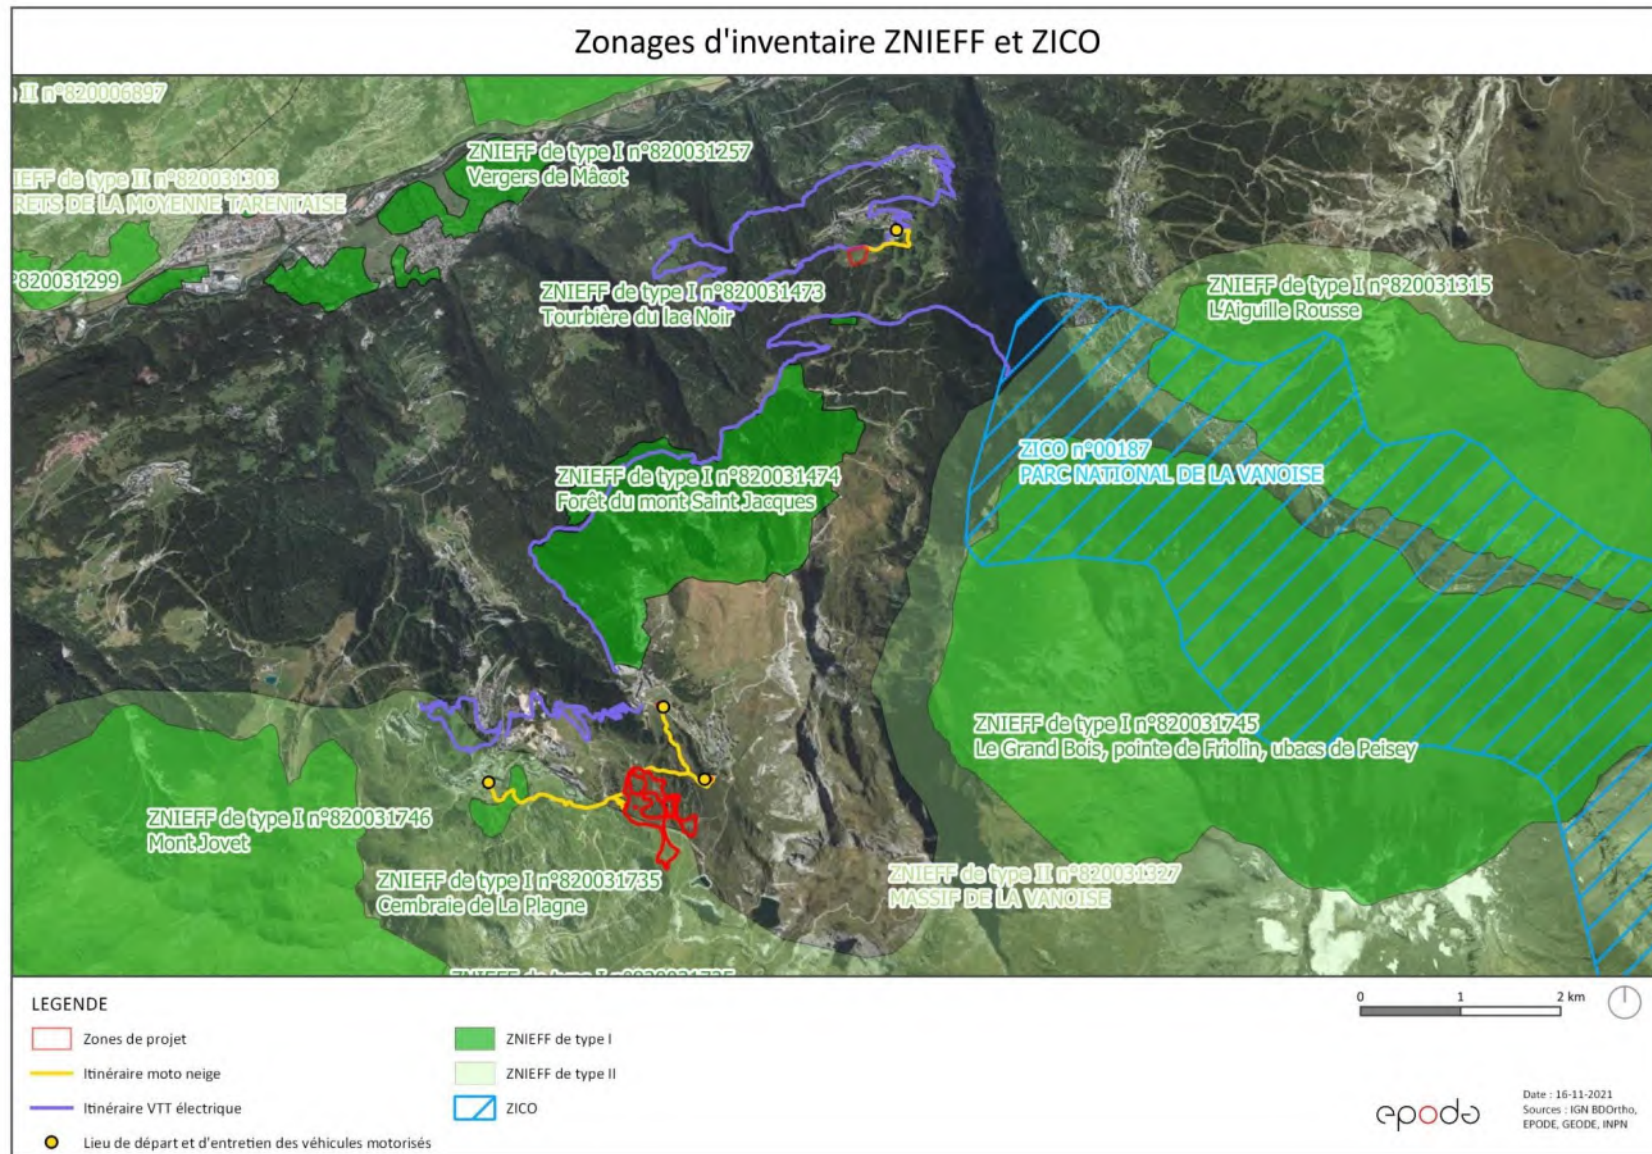 Zonages d'inventaire ZNIEFF et ZICO
II n°820006897
ZNIEFF de type I n°820031257
Vergers de Mâcot
IEFF de type II n°820031303
RETS DE LA MOYENNE TARENTAISE
°820031299
ZNIEFF de type I n°820031473
Tourbière du lac Noir
ZNIEFF de type I n°820031315
L'Aiguille Rousse
ZICO n°00187
PARC NATIONAL DE LA VANOISE
ZNIEFF de type I n°820031474
Forêt du mont Saint Jacques
ZNIEFF de type I n°820031745
Le Grand Bois, pointe de Friolin, ubacs de Peisey
ZNIEFF de type I n°820031746
Mont Jovet
ZNIEFF de type I n°820031735
Cembraie de La Plagne
ZNIEFF de type II n°820031327
MASSIF DE LA VANOISE
LEGENDE
Zones de projet
Itinéraire moto neige
Itinéraire VTT électrique
Lieu de départ et d'entretien des véhicules motorisés
ZNIEFF de type I
ZNIEFF de type II
ZICO
0 1 2 km
epode
Date : 16-11-2021
Sources : IGN BDOrtho,
EPODE, GEODE, INPN